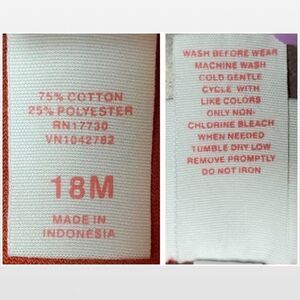 75% COTTON
25% POLYESTER
RN17730
VN1042762
18M
MADE IN
INDONESIA
WASH BEFORE WEAR
MACHINE WASH
COLD GENTLE
CYCLE WITH
LIKE COLORS
ONLY NON-
CHLORINE BLEACH
WHEN NEEDED
TUMBLE DRY LOW
REMOVE PROMPTLY
DO NOT IRON